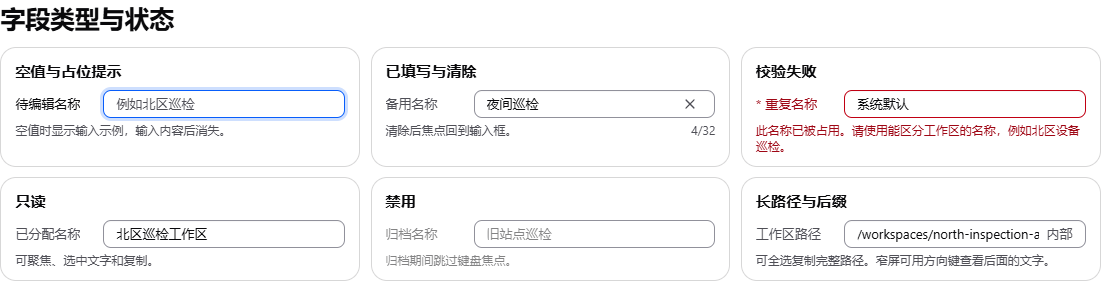 字段类型与状态
空值与占位提示
待编辑名称 例如北区巡检
空值时显示输入示例，输入内容后消失。
已填写与清除
备用名称 夜间巡检 ×
清除后焦点回到输入框。 4/32
校验失败
* 重复名称 系统默认
此名称已被占用。请使用能区分工作区的名称，例如北区设备
巡检。
只读
已分配名称 北区巡检工作区
可聚焦、选中文字和复制。
禁用
归档名称 旧站点巡检
归档期间跳过键盘焦点。
长路径与后缀
工作区路径 /workspaces/north-inspection-a 内部
可全选复制完整路径。窄屏可用方向键查看后面的文字。